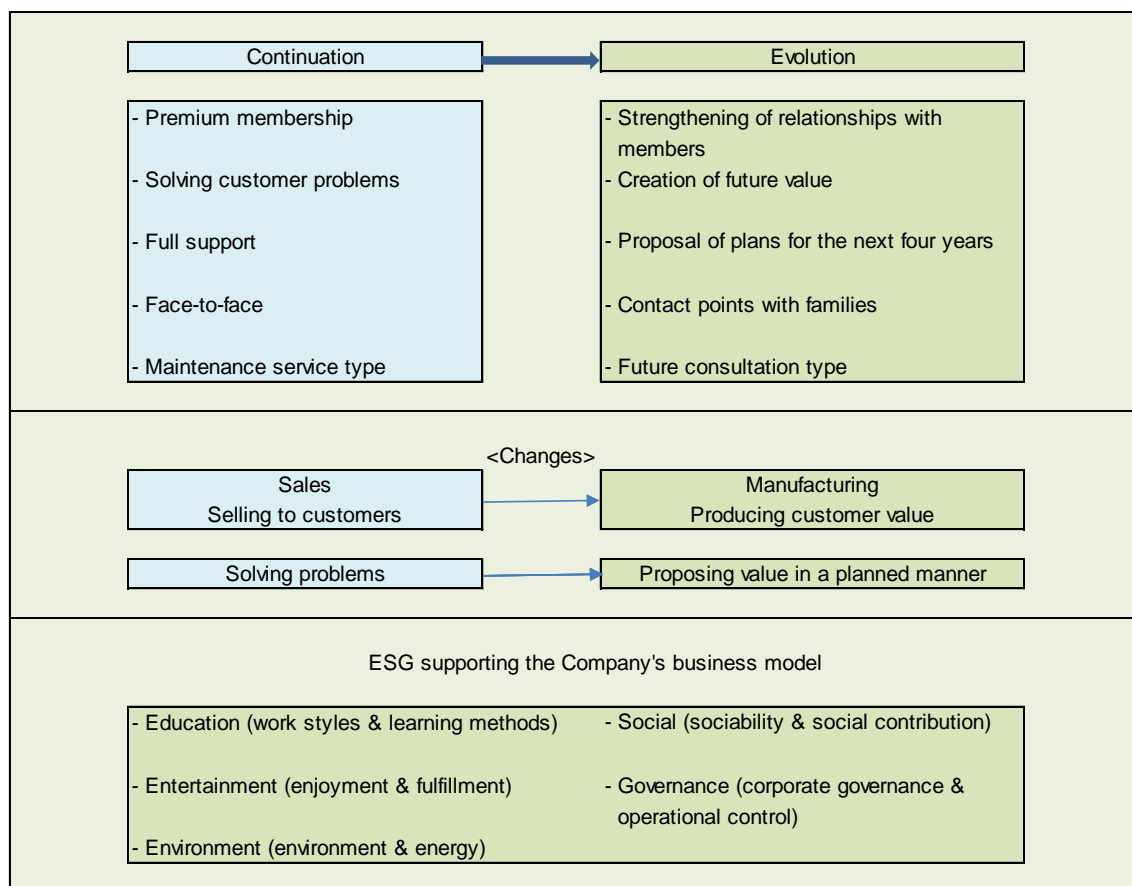 Continuation
Evolution
- Premium membership
- Solving customer problems
- Full support
- Face-to-face
- Maintenance service type
- Strengthening of relationships with
members
- Creation of future value
- Proposal of plans for the next four years
- Contact points with families
- Future consultation type
<Changes>
Sales
Selling to customers
Manufacturing
Producing customer value
Solving problems
Proposing value in a planned manner
ESG supporting the Company's business model
- Education (work styles & learning methods)
- Entertainment (enjoyment & fulfillment)
- Environment (environment & energy)
- Social (sociability & social contribution)
- Governance (corporate governance &
operational control)